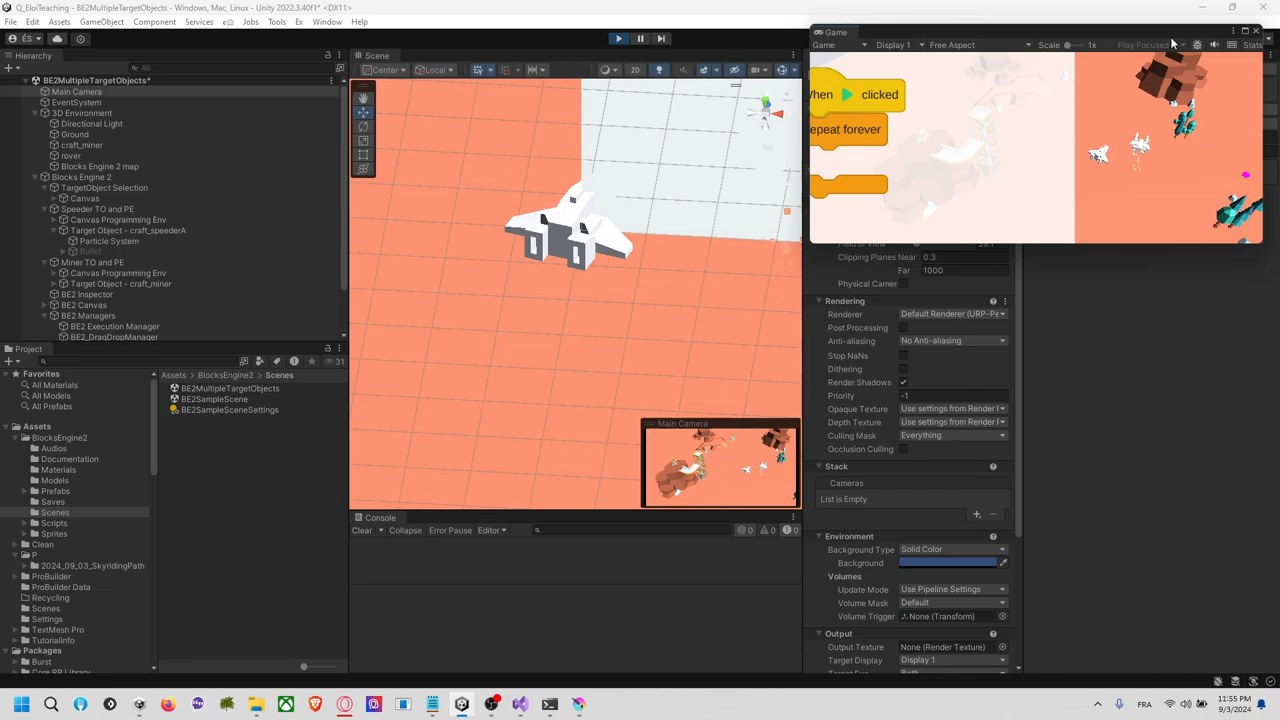 Q_EloiTeaching - BE2MultipleTargetObjects - Windows, Mac, Linux - Unity 2022.3.40f1* <DX11>
File Edit Assets GameObject Component Services Jobs Tools Ex Window Help
ÉS
Hierarchy
All
BE2MultipleTargetObjects*
Main Camera
EventSystem
3D Environment
Directional Light
Ground
craft_miner
rover
Blocks Engine 2 map
Blocks Engine 2
TargetObject Selection
Canvas
Speeder TO and PE
Canvas Programming Env
Target Object - craft_speederA
Particle System
Bullet
Miner TO and PE
Canvas Programming Env
Target Object - craft_miner
BE2 Inspector
BE2 Canvas
BE2 Managers
BE2 Execution Manager
BE2_DragDropManager
Project
31
Favorites
All Materials
All Models
All Prefabs
Assets
BlocksEngine2
Audios
Documentation
Materials
Models
Prefabs
Saves
Scenes
Scripts
Sprites
Clean
P
2024_09_03_SkyridingPath
ProBuilder
ProBuilder Data
Recycling
Scenes
Settings
TextMesh Pro
TutorialInfo
Packages
Burst
Core RP Library
Assets > BlocksEngine2 > Scenes
BE2MultipleTargetObjects
BE2SampleScene
BE2SampleSceneSettings
Scene
Center Local 2D
Iso
Main Camera
Console
Clear Collapse Error Pause Editor
0 0 0
Game
Game Display 1 Free Aspect Scale 1x Play Focused Stats
hen clicked
epeat forever
Clipping Planes Near 0.3
Far 1000
Physical Camer
Rendering
Renderer Default Renderer (URP-Pe
Post Processing
Anti-aliasing No Anti-aliasing
Stop NaNs
Dithering
Render Shadows
Priority -1
Opaque Texture Use settings from Render
Depth Texture Use settings from Render
Culling Mask Everything
Occlusion Culling
Stack
Cameras
List is Empty
Environment
Background Type Solid Color
Background
Volumes
Update Mode Use Pipeline Settings
Volume Mask Default
Volume Trigger None (Transform)
Output
Output Texture None (Render Texture)
Target Display Display 1
FRA
11:55 PM
9/3/2024